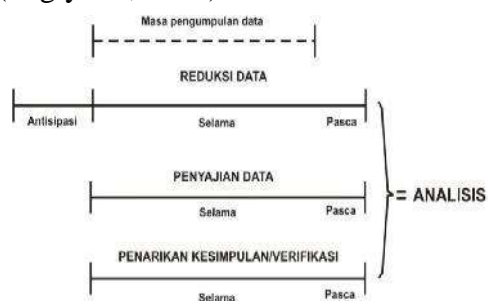 Masa pengumpulan data
REDUKSI DATA
Antisipasi Selama Pasca
PENYAJIAN DATA
Selama Pasca
= ANALISIS
PENARIKAN KESIMPULAN/VERIFIKASI
Selama Pasca